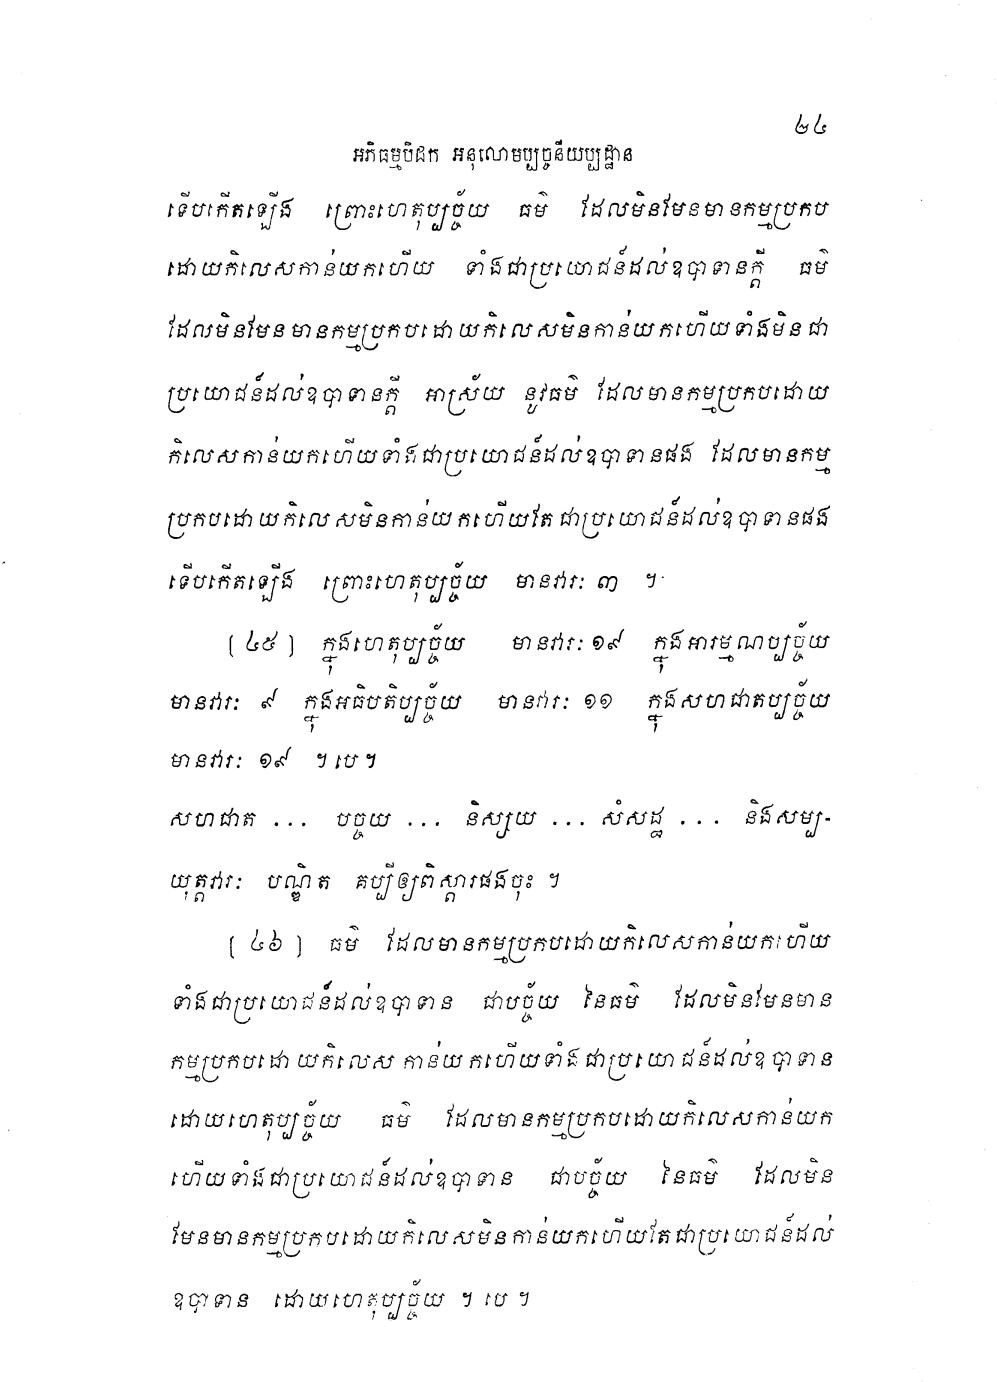 ២៤
អភិធម្មបិដក អនុលោមប្បច្ចនីយប្បដ្ឋាន
ទើបកើតឡើង ព្រោះហេតុប្បច្ច័យ ធម៌ ដែលមិនមែនមានកម្មប្រកប
ដោយកិលេសកាន់យកហើយ ទាំងជាប្រយោជន៍ដល់ឧបាទានក្តី ធម៌
ដែលមិនមែនមានកម្មប្រកបដោយកិលេសមិនកាន់យកហើយទាំងមិនជា
ប្រយោជន៍ដល់ឧបាទានក្តី អាស្រ័យ នូវធម៌ ដែលមានកម្មប្រកបដោយ
កិលេសកាន់យកហើយទាំងជាប្រយោជន៍ដល់ឧបាទានផង ដែលមានកម្ម
ប្រកបដោយកិលេសមិនកាន់យកហើយតែជាប្រយោជន៍ដល់ឧបាទានផង
ទើបកើតឡើង ព្រោះហេតុប្បច្ច័យ មានវារៈ ៣ ។
(៤៥) ក្នុងហេតុប្បច្ច័យ មានវារៈ ១៩ ក្នុងអារម្មណប្បច្ច័យ
មានវារៈ ៩ ក្នុងអធិបតិប្បច្ច័យ មានវារៈ ១១ ក្នុងសហជាតប្បច្ច័យ
មានវារៈ ១៩ ។ បេ ។
សហជាត ... បច្ចយ ... និស្សយ ... សំសដ្ឋ ... និងសម្ប-
យុត្តវារៈ បណ្ឌិត គប្បីឲ្យពិស្តារផងចុះ ។
(៤៦) ធម៌ ដែលមានកម្មប្រកបដោយកិលេសកាន់យកហើយ
ទាំងជាប្រយោជន៍ដល់ឧបាទាន ជាបច្ច័យ នៃធម៌ ដែលមិនមែនមាន
កម្មប្រកបដោយកិលេសកាន់យកហើយទាំងជាប្រយោជន៍ដល់ឧបាទាន
ដោយហេតុប្បច្ច័យ ធម៌ ដែលមានកម្មប្រកបដោយកិលេសកាន់យក
ហើយទាំងជាប្រយោជន៍ដល់ឧបាទាន ជាបច្ច័យ នៃធម៌ ដែលមិន
មែនមានកម្មប្រកបដោយកិលេសមិនកាន់យកហើយតែជាប្រយោជន៍ដល់
ឧបាទាន ដោយហេតុប្បច្ច័យ ។ បេ ។